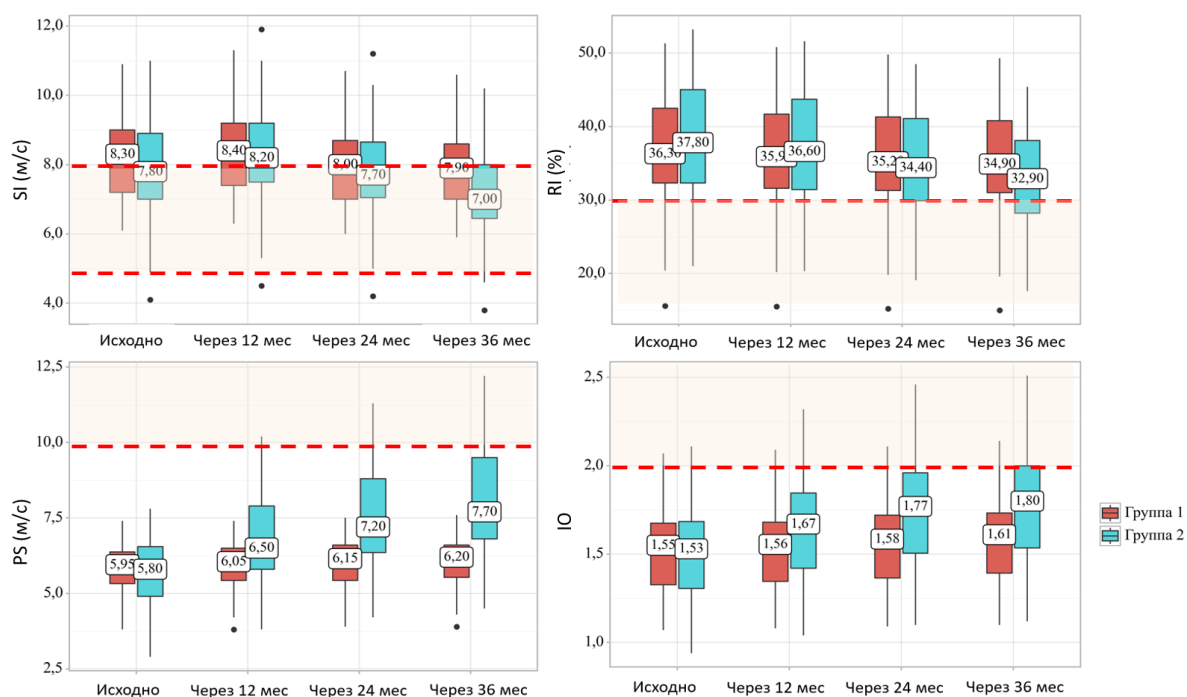 SI (м/с)
12,0
10,0
8,0
6,0
4,0
8,30
7,80
8,40
8,20
8,00
7,70
7,90
7,00
Исходно
Через 12 мес
Через 24 мес
Через 36 мес
RI (%)
50,0
40,0
30,0
20,0
37,80
36,60
34,40
34,90
32,90
Исходно
Через 12 мес
Через 24 мес
Через 36 мес
PS (м/с)
12,5
10,0
7,5
5,0
2,5
5,95
5,80
6,05
6,50
6,15
7,20
6,20
7,70
Исходно
Через 12 мес
Через 24 мес
Через 36 мес
IO
2,5
2,0
1,5
1,0
1,55
1,53
1,56
1,67
1,58
1,77
1,61
1,80
Исходно
Через 12 мес
Через 24 мес
Через 36 мес
Группа 1
Группа 2